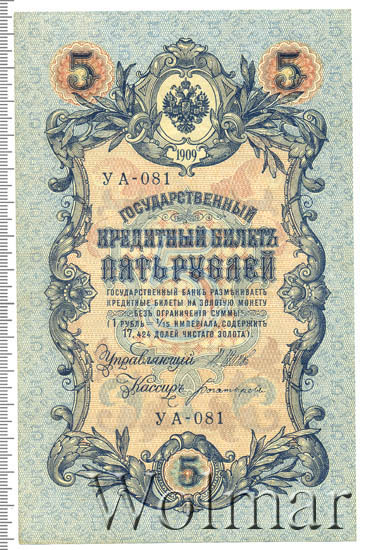 5 5
1909
УА-081
ГОСУДАРСТВЕННЫЙ
КРЕДИТНЫЙ БИЛЕТЪ
ПЯТЬ РУБЛЕЙ
ГОСУДАРСТВЕННЫЙ БАНКЪ РАЗМѢНИВАЕТЪ
КРЕДИТНЫЕ БИЛЕТЫ НА ЗОЛОТУЮ МОНЕТУ
БЕЗЪ ОГРАНИЧЕНІЯ СУММЫ
(1 РУБЛЬ = 1/15 ИМПЕРІАЛА, СОДЕРЖИТЪ
17,424 ДОЛЕЙ ЧИСТАГО ЗОЛОТА).
Управляющій
Кассиръ
УА-081
5
Wolmar